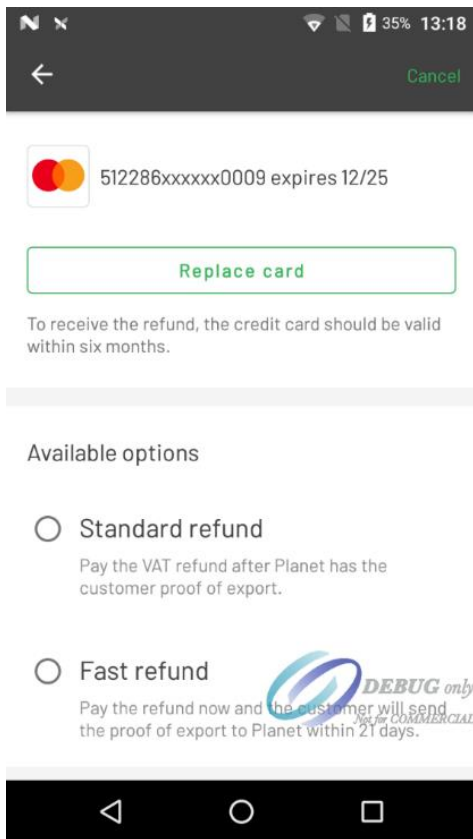 35% 13:18
Cancel
512286xxxxxx0009 expires 12/25
Replace card
To receive the refund, the credit card should be valid
within six months.
Available options
Standard refund
Pay the VAT refund after Planet has the
customer proof of export.
Fast refund
DEBUG only
Pay the refund now and the customer will send
Not for COMMERCIAL
the proof of export to Planet within 21 days.